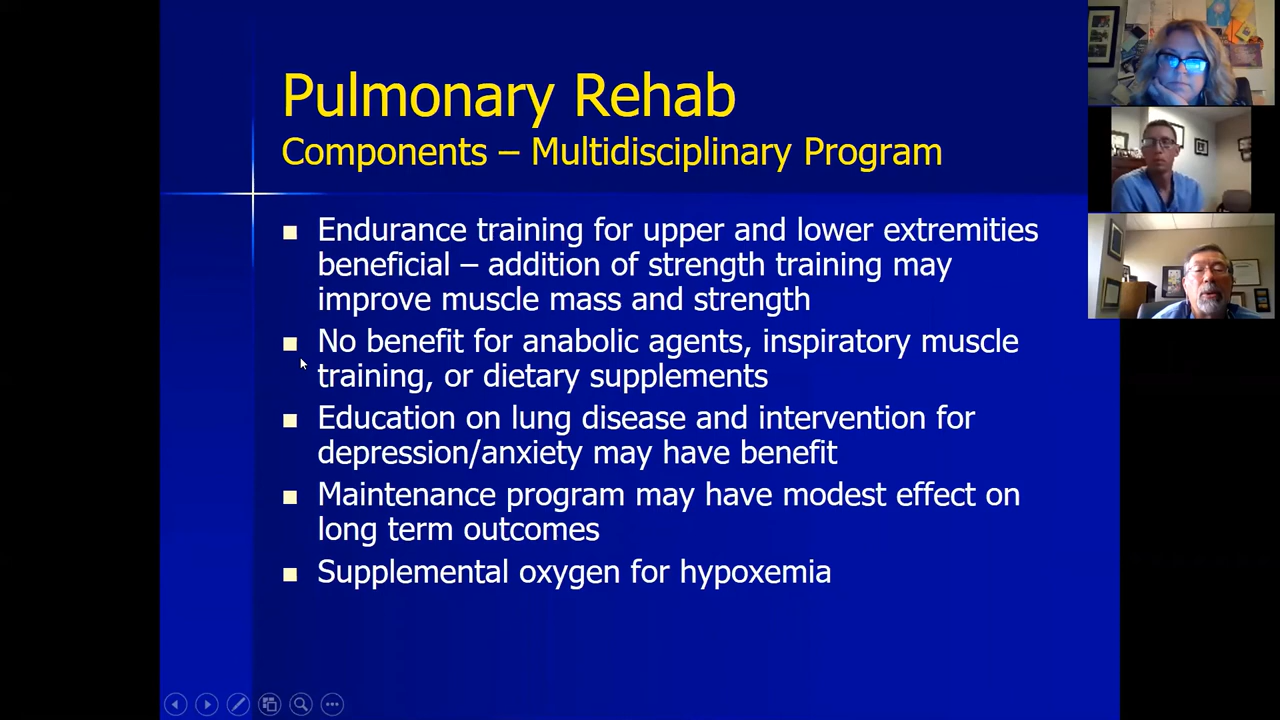 Pulmonary Rehab
Components – Multidisciplinary Program
Endurance training for upper and lower extremities
beneficial – addition of strength training may
improve muscle mass and strength
No benefit for anabolic agents, inspiratory muscle
training, or dietary supplements
Education on lung disease and intervention for
depression/anxiety may have benefit
Maintenance program may have modest effect on
long term outcomes
Supplemental oxygen for hypoxemia